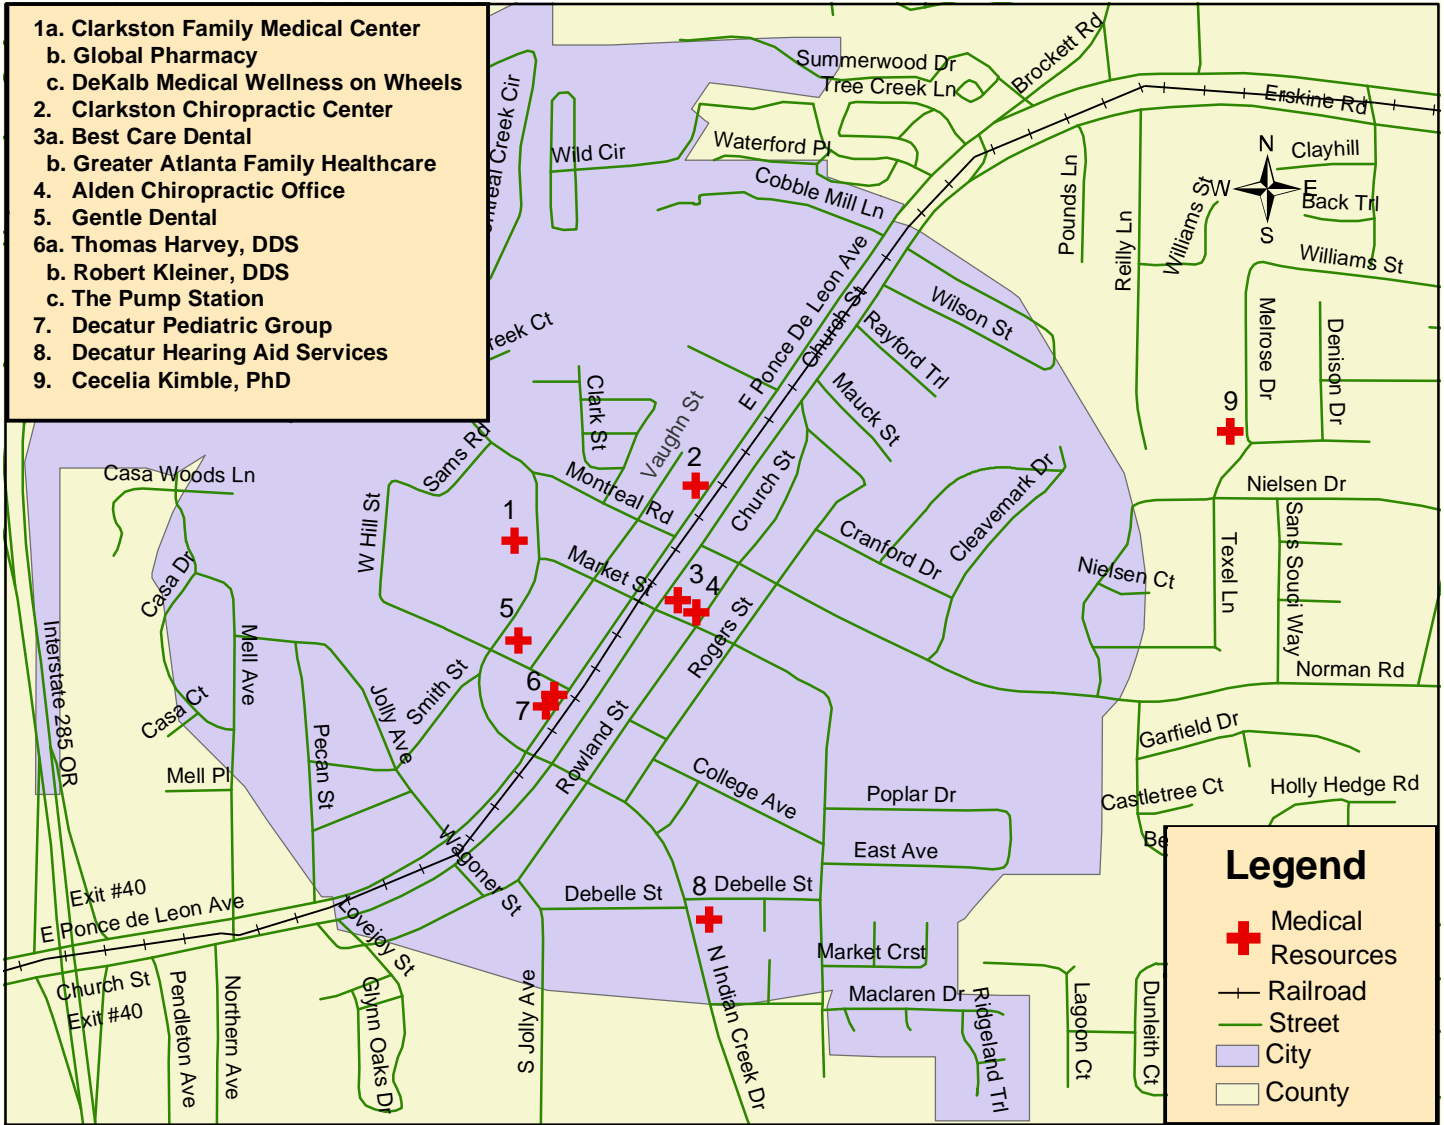 1a. Clarkston Family Medical Center
b. Global Pharmacy
c. DeKalb Medical Wellness on Wheels
2. Clarkston Chiropractic Center
3a. Best Care Dental
b. Greater Atlanta Family Healthcare
4. Alden Chiropractic Office
5. Gentle Dental
6a. Thomas Harvey, DDS
b. Robert Kleiner, DDS
c. The Pump Station
7. Decatur Pediatric Group
8. Decatur Hearing Aid Services
9. Cecelia Kimble, PhD
Summerwood Dr
Tree Creek Ln
Brockett Rd
Erskine Rd
ntreal Creek Cir
Wild Cir
Waterford Pl
Cobble Mill Ln
Pounds Ln
Reilly Ln
Williams St
N
W
E
S
Clayhill
Back Trl
Williams St
E Ponce De Leon Ave
Church St
Wilson St
Rayford Trl
Mauck St
Melrose Dr
Denison Dr
reek Ct
Clark St
Vaughn St
2
9
Sams Rd
Casa Woods Ln
Montreal Rd
Church St
Cleavemark Dr
Nielsen Dr
W Hill St
1
Market St
3
4
Cranford Dr
Nielsen Ct
Texel Ln
Sans Souci Way
Casa Dr
5
Rogers St
Interstate 285 OR
Mell Ave
Norman Rd
Casa Ct
Jolly Ave
Smith St
6
7
Rowland St
Garfield Dr
Pecan St
Mell Pl
College Ave
Poplar Dr
Castletree Ct
Holly Hedge Rd
Be
Wagoner St
East Ave
Exit #40
E Ponce de Leon Ave
Lovejoy St
Debelle St
8
Debelle St
Market Crst
Church St
Exit #40
Pendleton Ave
Northern Ave
Glynn Oaks Dr
S Jolly Ave
N Indian Creek Dr
Maclaren Dr
Ridgeland Trl
Lagoon Ct
Dunleith Ct
Legend
Medical
Resources
Railroad
Street
City
County